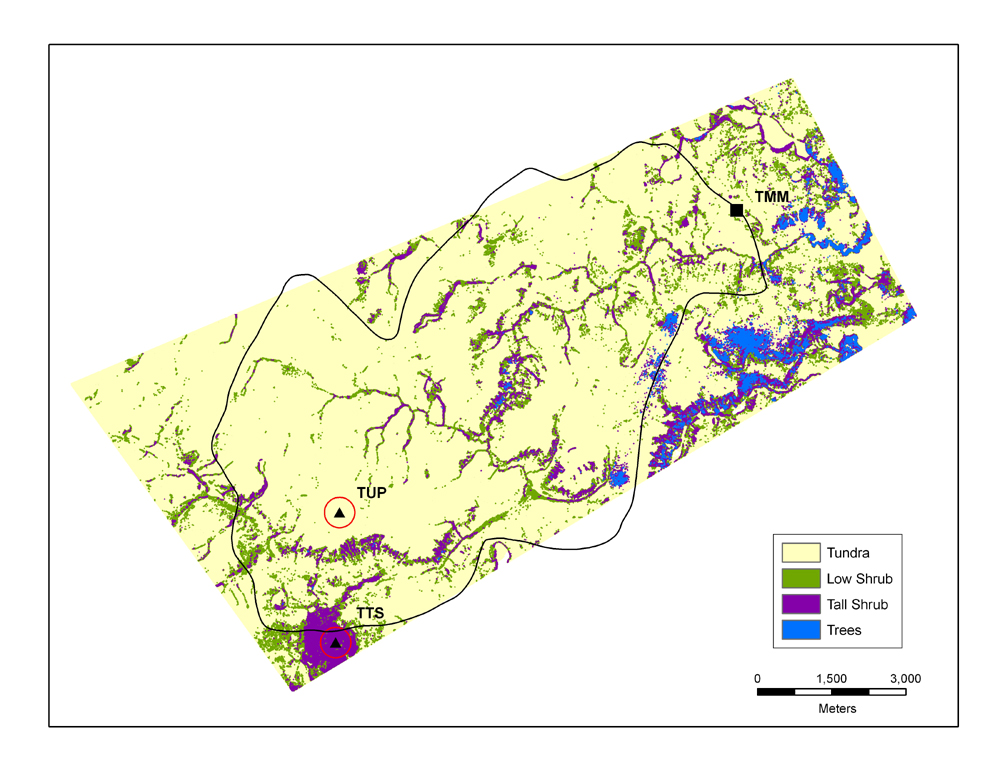 TMM
TUP
TTS
Tundra
Low Shrub
Tall Shrub
Trees
0 1,500 3,000
Meters